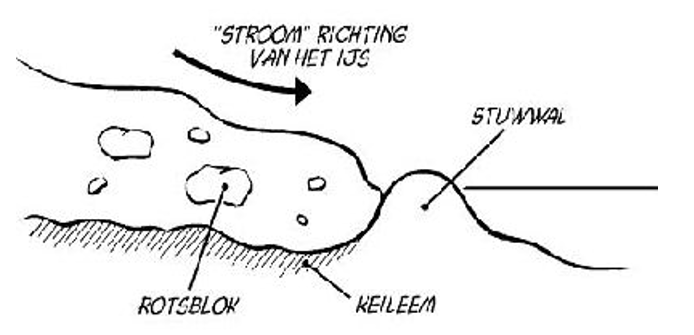 "STROOM" RICHTING
VAN HET IJS
STUWWAL
ROTSBLOK
KEILEEM